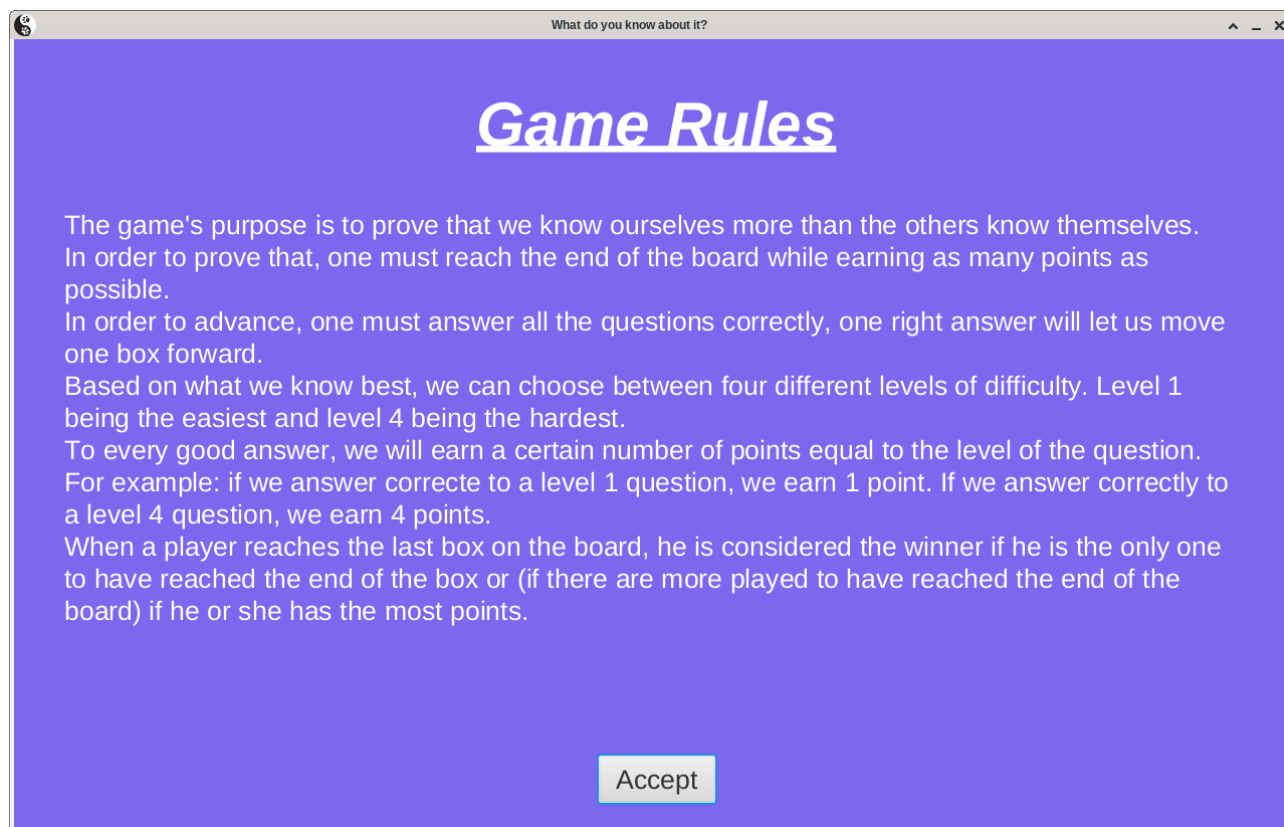 What do you know about it?
Game Rules
The game's purpose is to prove that we know ourselves more than the others know themselves.
In order to prove that, one must reach the end of the board while earning as many points as
possible.
In order to advance, one must answer all the questions correctly, one right answer will let us move
one box forward.
Based on what we know best, we can choose between four different levels of difficulty. Level 1
being the easiest and level 4 being the hardest.
To every good answer, we will earn a certain number of points equal to the level of the question.
For example: if we answer correcte to a level 1 question, we earn 1 point. If we answer correctly to
a level 4 question, we earn 4 points.
When a player reaches the last box on the board, he is considered the winner if he is the only one
to have reached the end of the box or (if there are more played to have reached the end of the
board) if he or she has the most points.
Accept